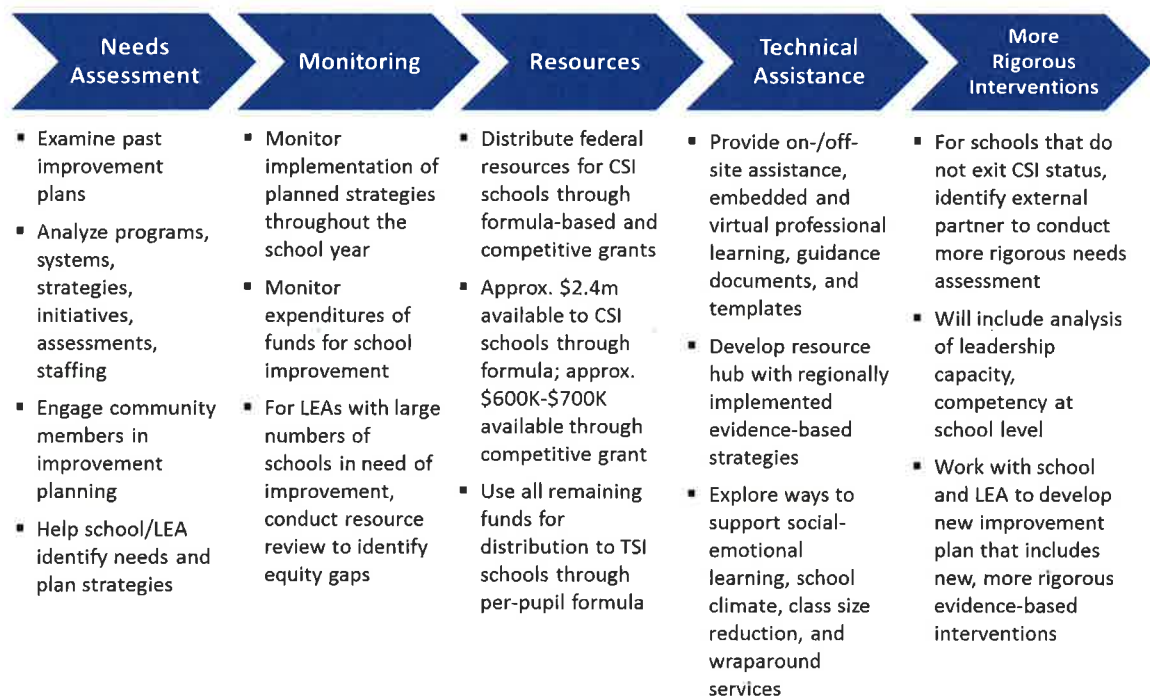 Needs
Assessment
Monitoring
Resources
Technical
Assistance
More
Rigorous
Interventions
▪ Examine past
improvement
plans
▪ Analyze programs,
systems,
strategies,
initiatives,
assessments,
staffing
▪ Engage community
members in
improvement
planning
▪ Help school/LEA
identify needs and
plan strategies
▪ Monitor
implementation of
planned strategies
throughout the
school year
▪ Monitor
expenditures of
funds for school
improvement
▪ For LEAs with large
numbers of
schools in need of
improvement,
conduct resource
review to identify
equity gaps
▪ Distribute federal
resources for CSI
schools through
formula-based and
competitive grants
▪ Approx. $2.4m
available to CSI
schools through
formula; approx.
$600K-$700K
available through
competitive grant
▪ Use all remaining
funds for
distribution to TSI
schools through
per-pupil formula
▪ Provide on-/off-
site assistance,
embedded and
virtual professional
learning, guidance
documents, and
templates
▪ Develop resource
hub with regionally
implemented
evidence-based
strategies
▪ Explore ways to
support social-
emotional
learning, school
climate, class size
reduction, and
wraparound
services
▪ For schools that do
not exit CSI status,
identify external
partner to conduct
more rigorous needs
assessment
▪ Will include analysis
of leadership
capacity,
competency at
school level
▪ Work with school
and LEA to develop
new improvement
plan that includes
new, more rigorous
evidence-based
interventions